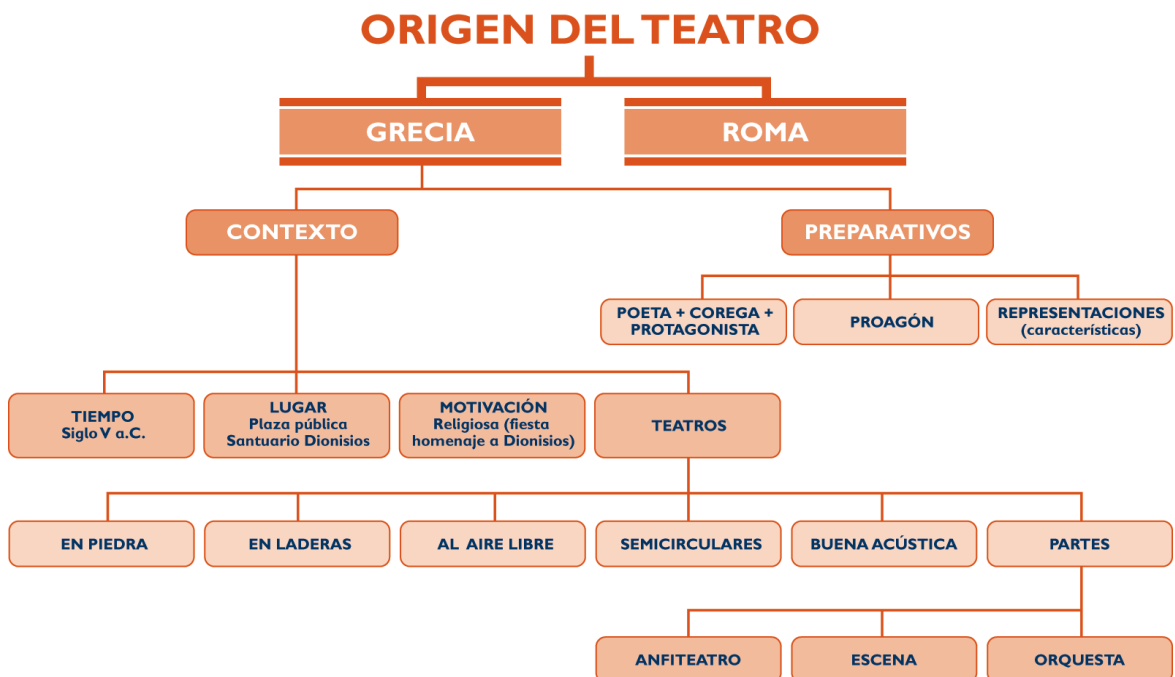 ORIGEN DEL TEATRO
GRECIA
ROMA
CONTEXTO
PREPARATIVOS
POETA + COREGA +
PROTAGONISTA
PROAGÓN
REPRESENTACIONES
(características)
TIEMPO
Siglo V a.C.
LUGAR
Plaza pública
Santuario Dionisios
MOTIVACIÓN
Religiosa (fiesta
homenaje a Dionisios)
TEATROS
EN PIEDRA
EN LADERAS
AL AIRE LIBRE
SEMICIRCULARES
BUENA ACÚSTICA
PARTES
ANFITEATRO
ESCENA
ORQUESTA